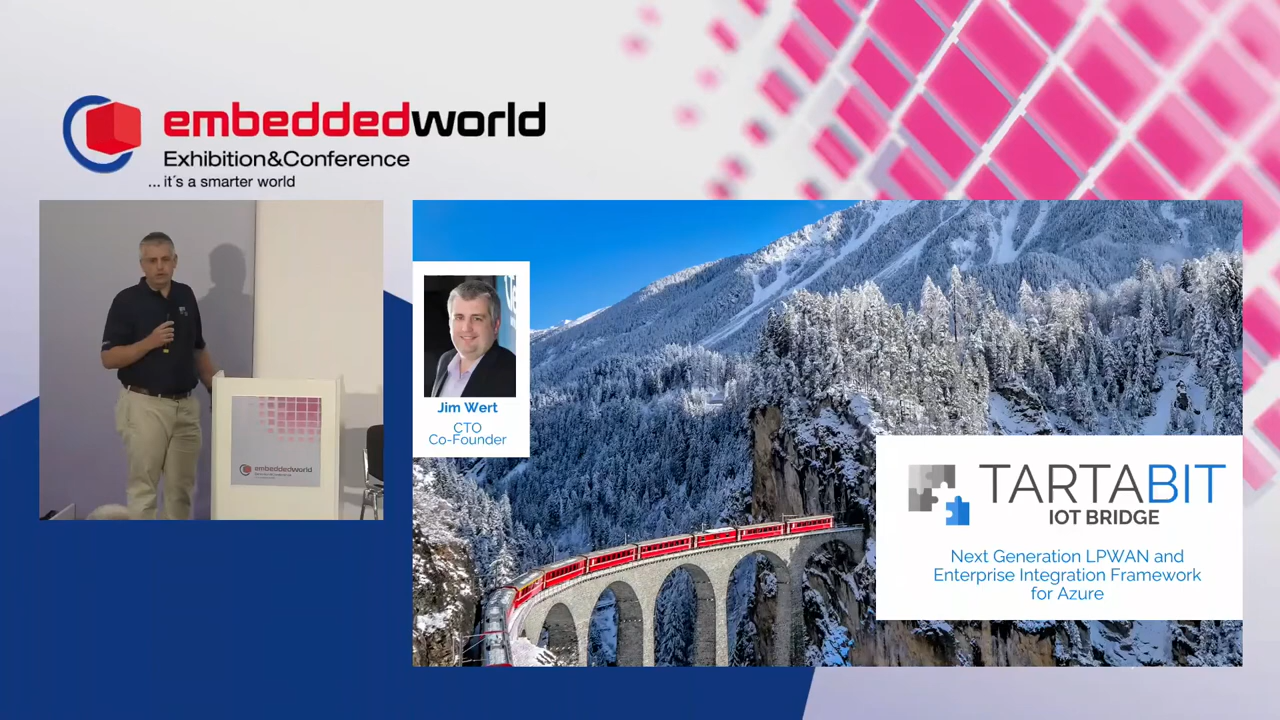 embeddedworld
Exhibition&Conference
... it´s a smarter world
Jim Wert
CTO
Co-Founder
TARTABIT
IOT BRIDGE
Next Generation LPWAN and
Enterprise Integration Framework
for Azure
embeddedworld